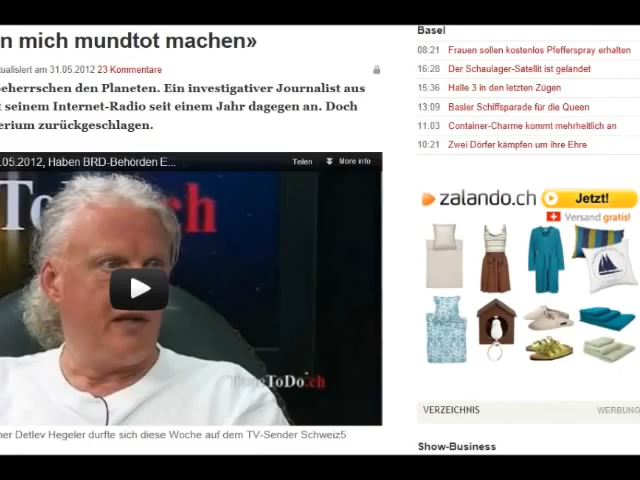 n mich mundtot machen»
tualisiert am 31.05.2012 23 Kommentare
beherrschen den Planeten. Ein investigativer Journalist aus
t seinem Internet-Radio seit einem Jahr dagegen an. Doch
erium zurückgeschlagen.
.05.2012, Haben BRD-Behörden E... Teilen More info
ToDo.ch
TimeToDo.ch
ner Detlev Hegeler durfte sich diese Woche auf dem TV-Sender Schweiz5
Basel
08:21 Frauen sollen kostenlos Pfefferspray erhalten
16:28 Der Schaulager-Satellit ist gelandet
15:36 Halle 3 in den letzten Zügen
13:09 Basler Schiffsparade für die Queen
11:03 Container-Charme kommt mehrheitlich an
10:21 Zwei Dörfer kämpfen um ihre Ehre
zalando.ch Jetzt!
Versand gratis!
VERZEICHNIS WERBUNG
Show-Business